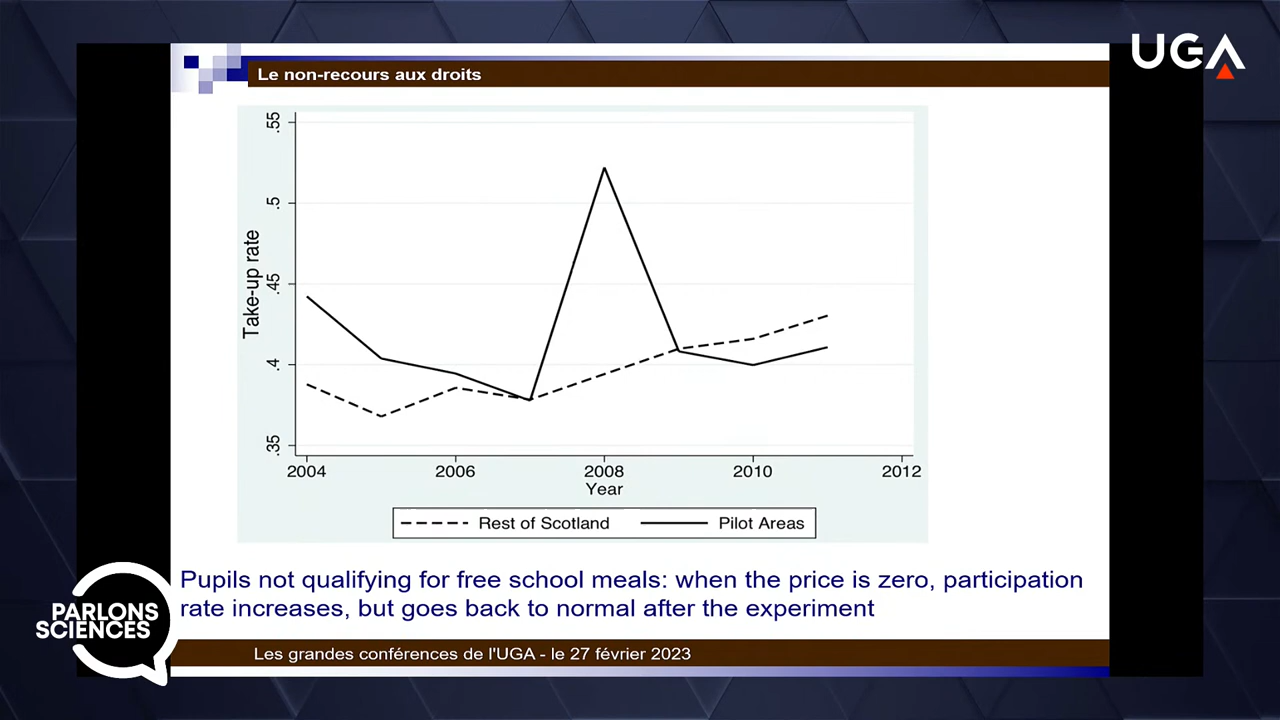 UGA
Le non-recours aux droits
.55
.5
.45
.4
.35
Take-up rate
2004 2006 2008 2010 2012
Year
Rest of Scotland Pilot Areas
Pupils not qualifying for free school meals: when the price is zero, participation
rate increases, but goes back to normal after the experiment
PARLONS
SCIENCES
Les grandes conférences de l'UGA - le 27 février 2023